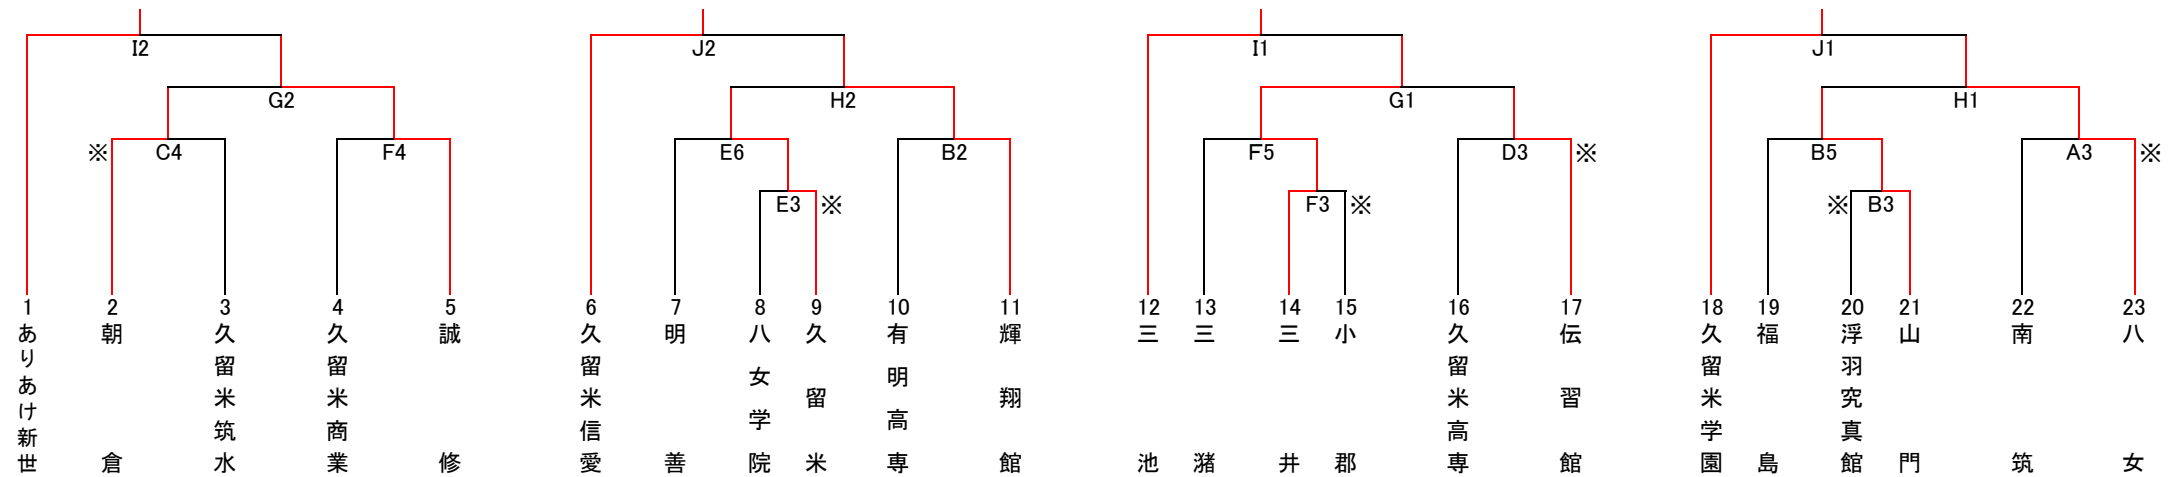 I2
J2
I1
J1
G2
H2
G1
H1
※
C4
F4
E6
B2
F5
D3
※
B5
A3
※
E3
※
F3
※
※
B3
1
2
3
4
5
6
7
8
9
10
11
12
13
14
15
16
17
18
19
20
21
22
23
ありあけ新世
朝倉
久留米筑水
久留米商業
誠修
久留米信愛
明善
八女学院
久留米
有明高専
輝翔館
三池
三潴
三井
小郡
久留米高専
伝習館
久留米学園
福島
浮羽究真館
山門
南筑
八女